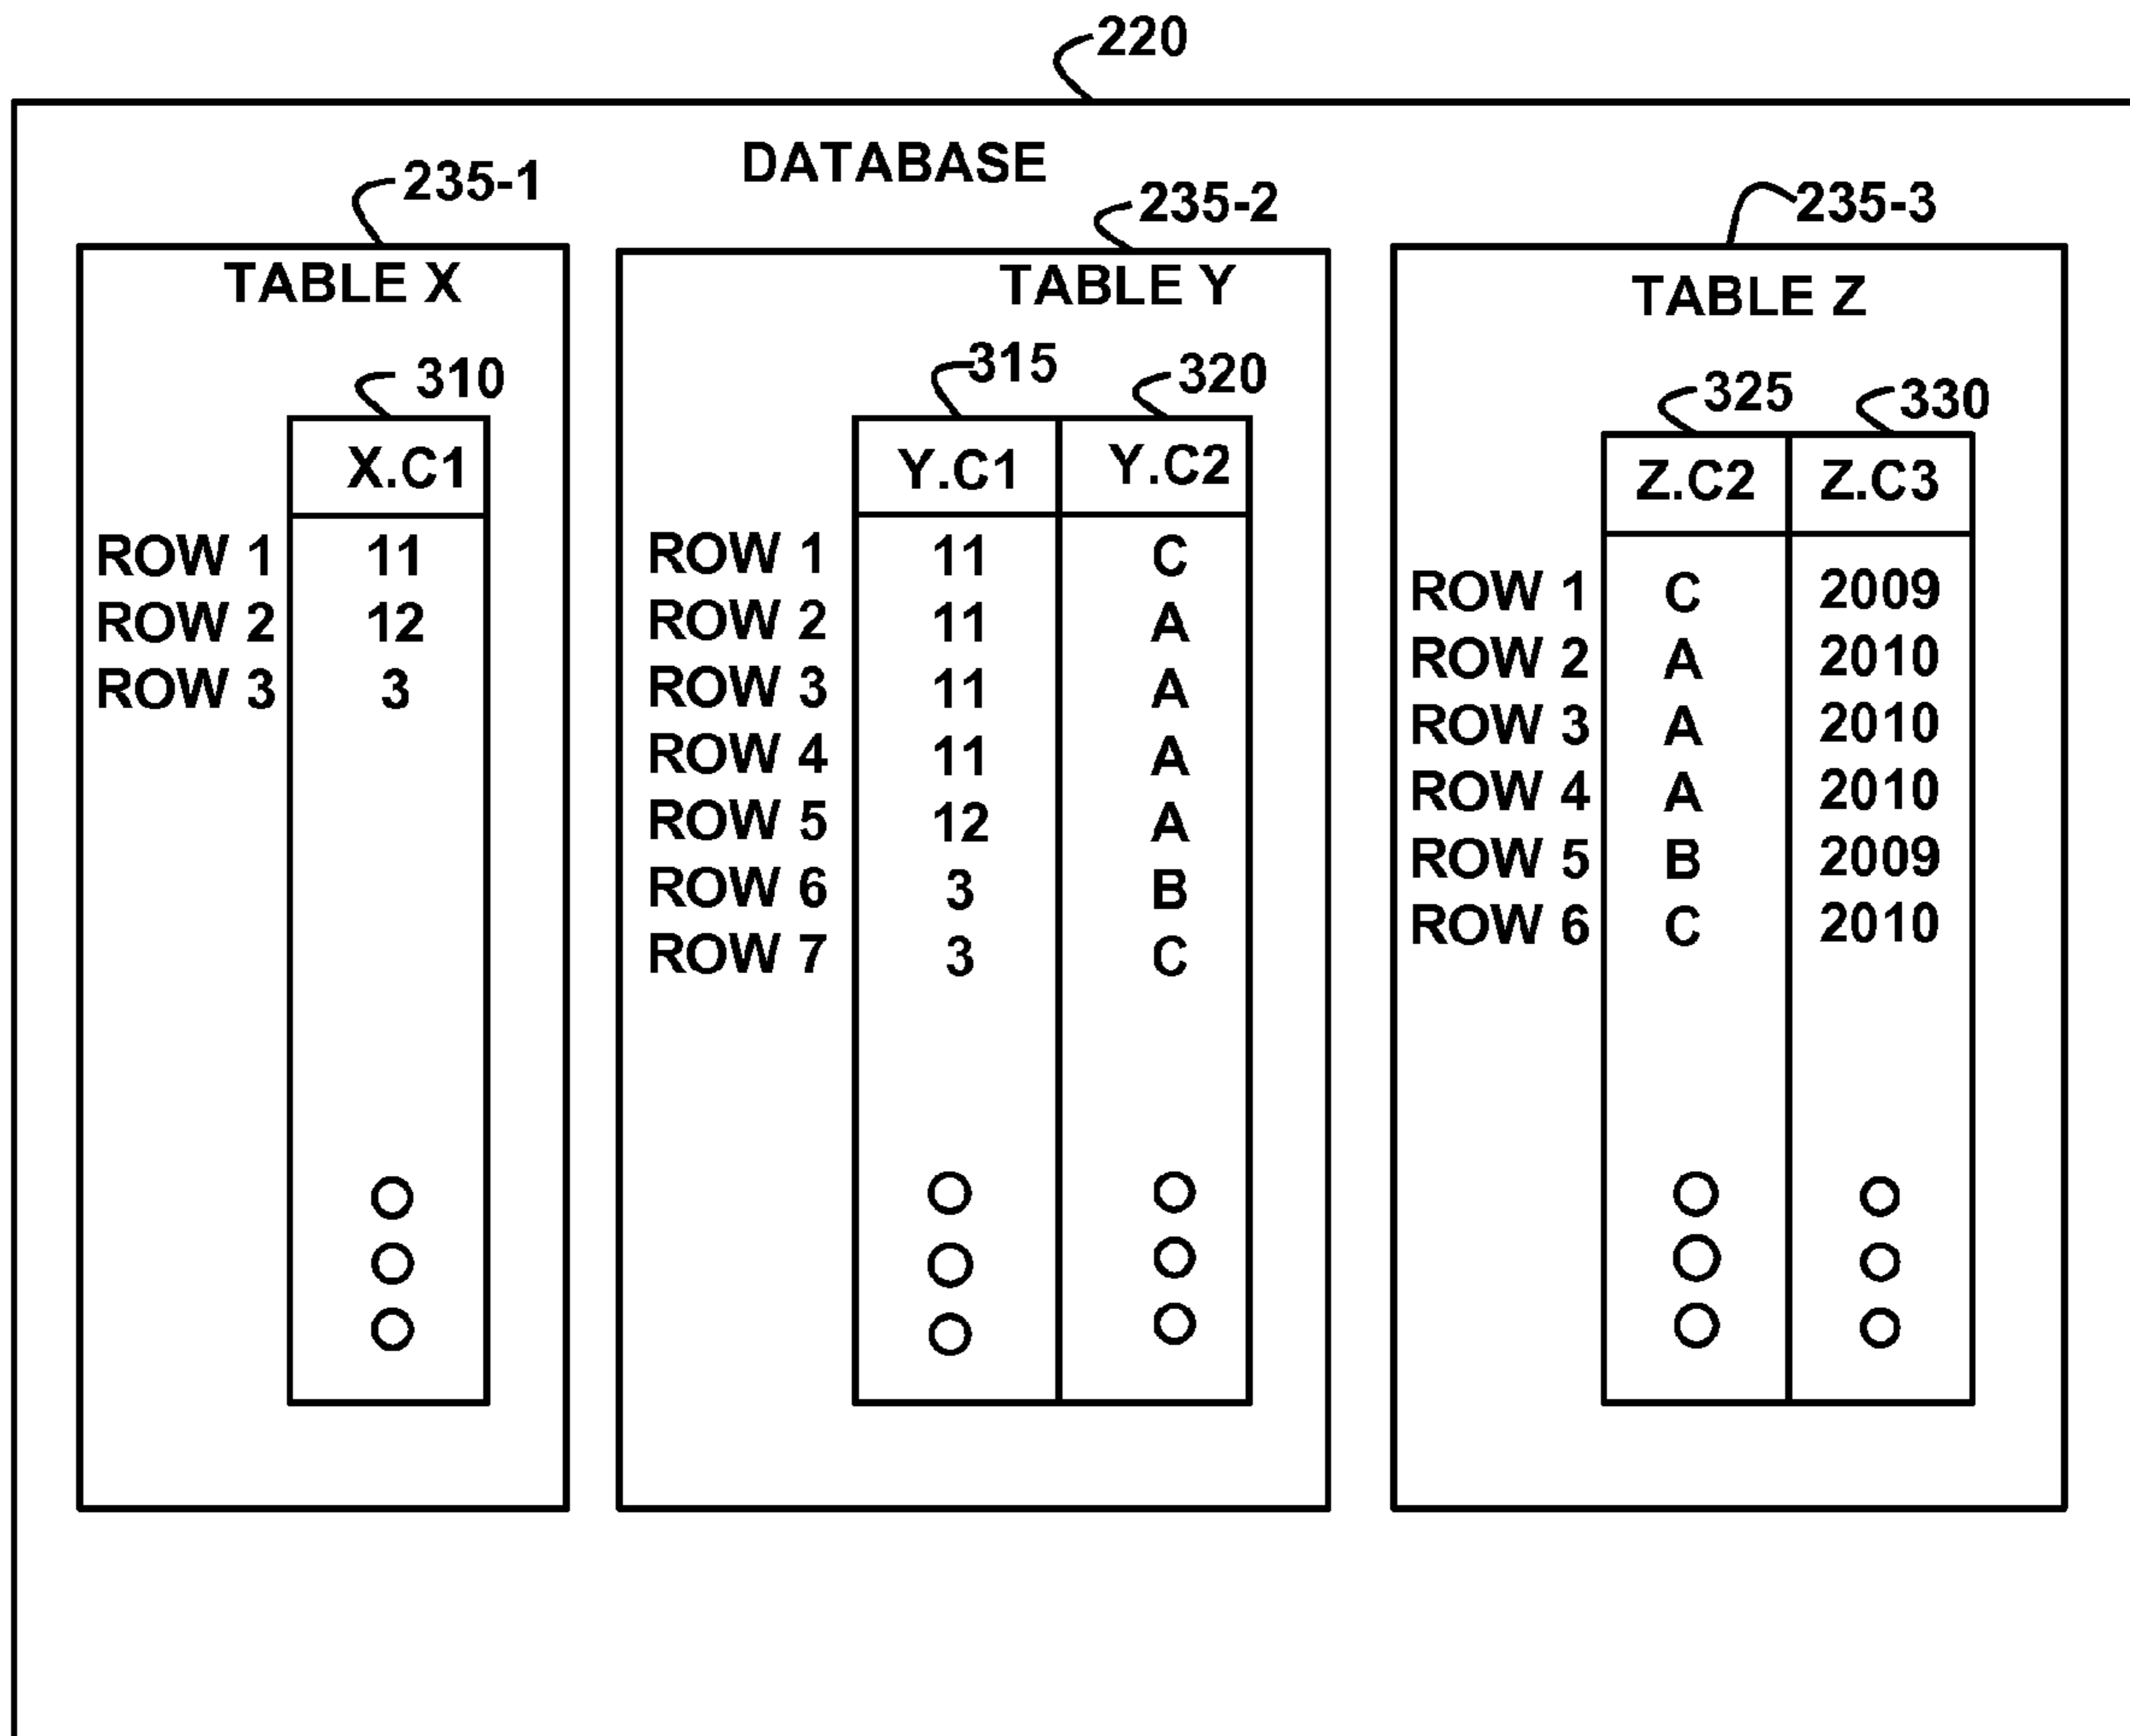 220
DATABASE
235-1
TABLE X
310
X.C1
ROW 1 11
ROW 2 12
ROW 3 3
235-2
TABLE Y
315 320
Y.C1 Y.C2
ROW 1 11 C
ROW 2 11 A
ROW 3 11 A
ROW 4 11 A
ROW 5 12 A
ROW 6 3 B
ROW 7 3 C
235-3
TABLE Z
325 330
Z.C2 Z.C3
ROW 1 C 2009
ROW 2 A 2010
ROW 3 A 2010
ROW 4 A 2010
ROW 5 B 2009
ROW 6 C 2010